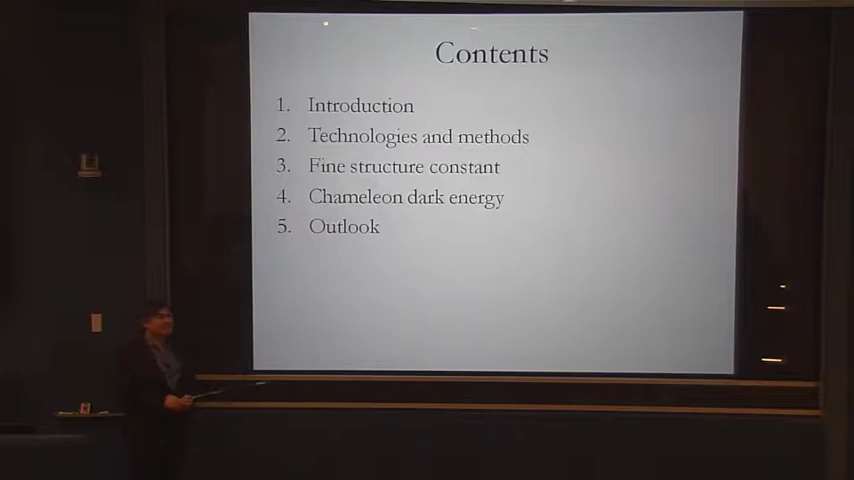 Contents
1. Introduction
2. Technologies and methods
3. Fine structure constant
4. Chameleon dark energy
5. Outlook